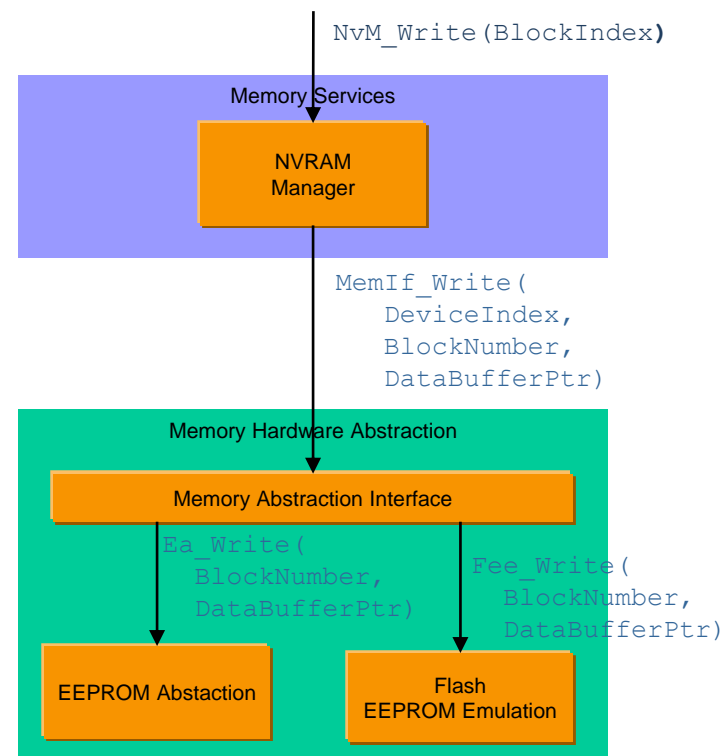 NvM_Write(BlockIndex)
Memory Services
NVRAM
Manager
MemIf_Write(
DeviceIndex,
BlockNumber,
DataBufferPtr)
Memory Hardware Abstraction
Memory Abstraction Interface
Ea_Write(
BlockNumber,
DataBufferPtr)
Fee_Write(
BlockNumber,
DataBufferPtr)
EEPROM Abstaction
Flash
EEPROM Emulation